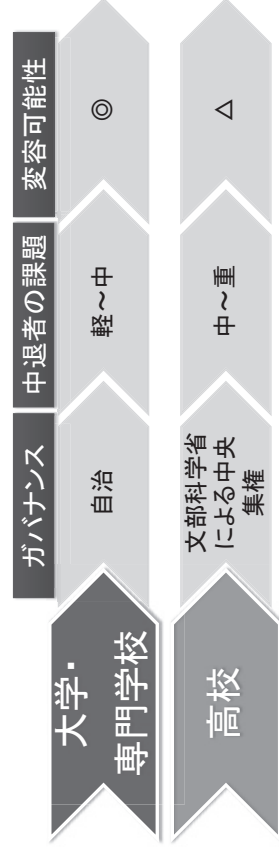 ガバナンス
中退者の課題
変容可能性
大学・
専門学校
自治
軽～中
◎
高校
文部科学省
による中央
集権
中～重
△